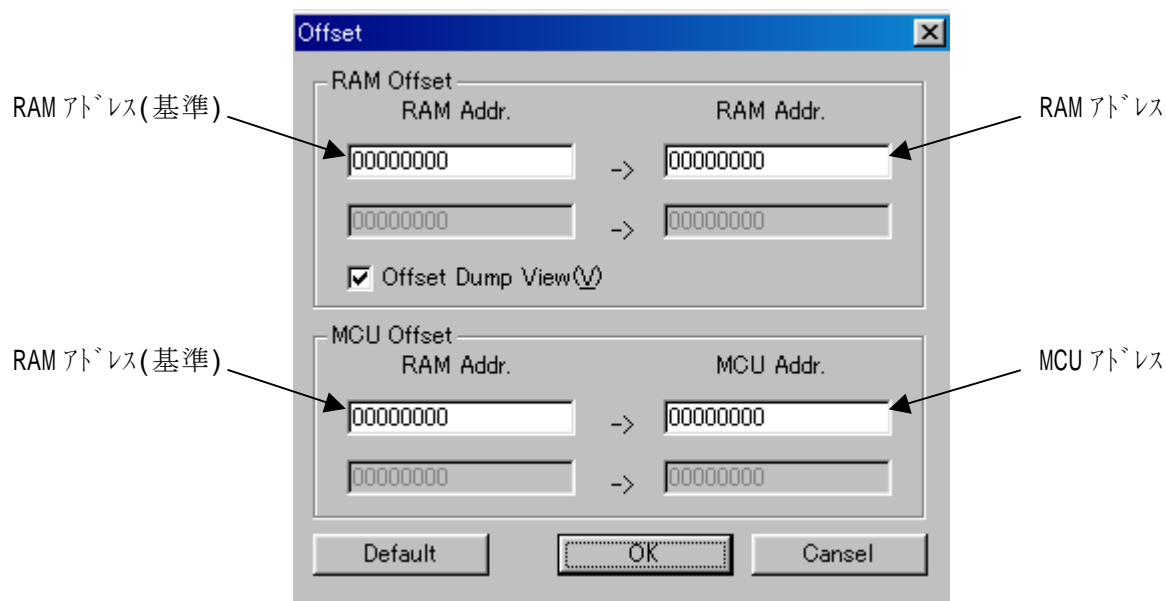 Offset
RAM Offset
RAM ｱﾄﾞﾚｽ(基準)
RAM Addr.
RAM Addr.
RAM ｱﾄﾞﾚｽ
00000000 -> 00000000
00000000 -> 00000000
Offset Dump View(V)
MCU Offset
RAM ｱﾄﾞﾚｽ(基準)
RAM Addr.
MCU Addr.
MCU ｱﾄﾞﾚｽ
00000000 -> 00000000
00000000 -> 00000000
Default
OK
Cansel